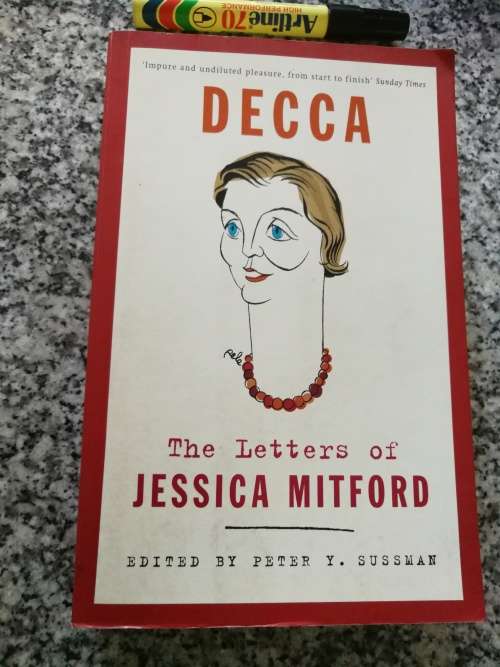 Artline 70
HIGH PERFORMANCE
'Impure and undiluted pleasure, from start to finish' Sunday Times
DECCA
The Letters of
JESSICA MITFORD
EDITED BY PETER Y. SUSSMAN